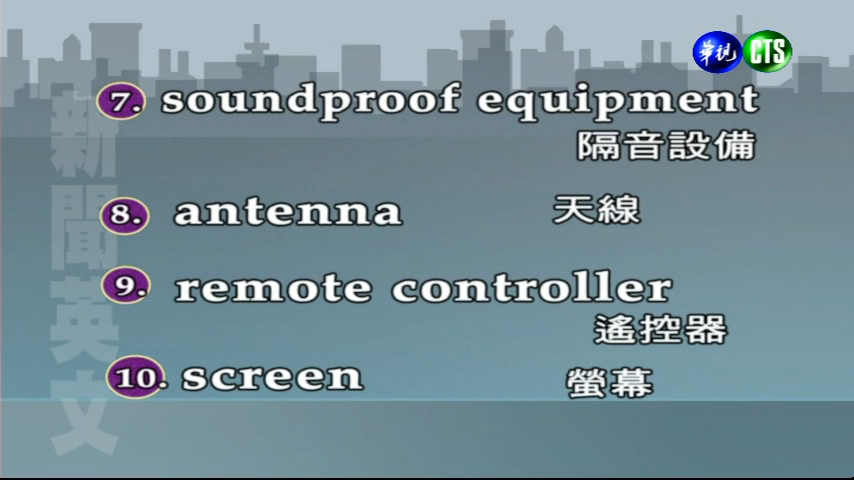 華視 CTS
7. soundproof equipment
隔音設備
8. antenna 天線
9. remote controller
遙控器
10. screen 螢幕
新聞英文